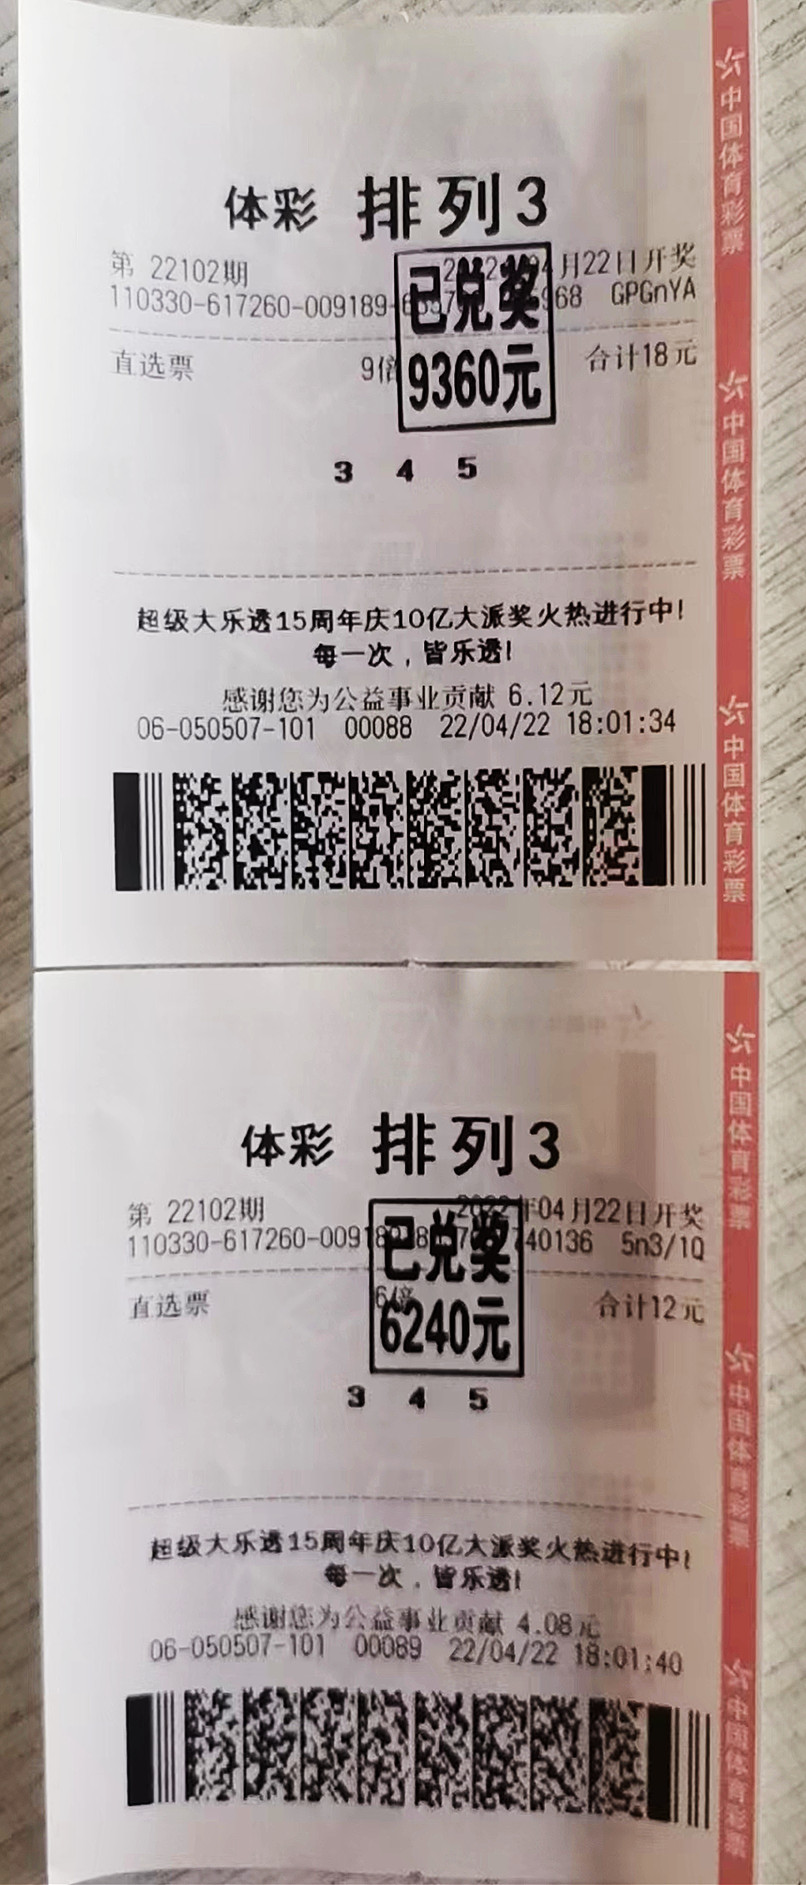 体彩 排列3
第 22102期 月22日开奖
110330-617260-009189- 968 GPGnYA
已兑奖
9360元
直选票 9倍 合计18元
3 4 5
超级大乐透15周年庆10亿大派奖火热进行中!
每一次，皆乐透!
感谢您为公益事业贡献 6.12元
06-050507-101 00088 22/04/22 18:01:34
中国体育彩票
中国体育彩票
中国体育彩票
体彩 排列3
第 22102期 2022年04月22日开奖
110330-617260-0091 740136 5n3/1Q
已兑奖
6240元
直选票 6倍 合计12元
3 4 5
超级大乐透15周年庆10亿大派奖火热进行中!
每一次，皆乐透!
感谢您为公益事业贡献 4.08元
06-050507-101 00089 22/04/22 18:01:40
中国体育彩票
中国体育彩票
中国体育彩票